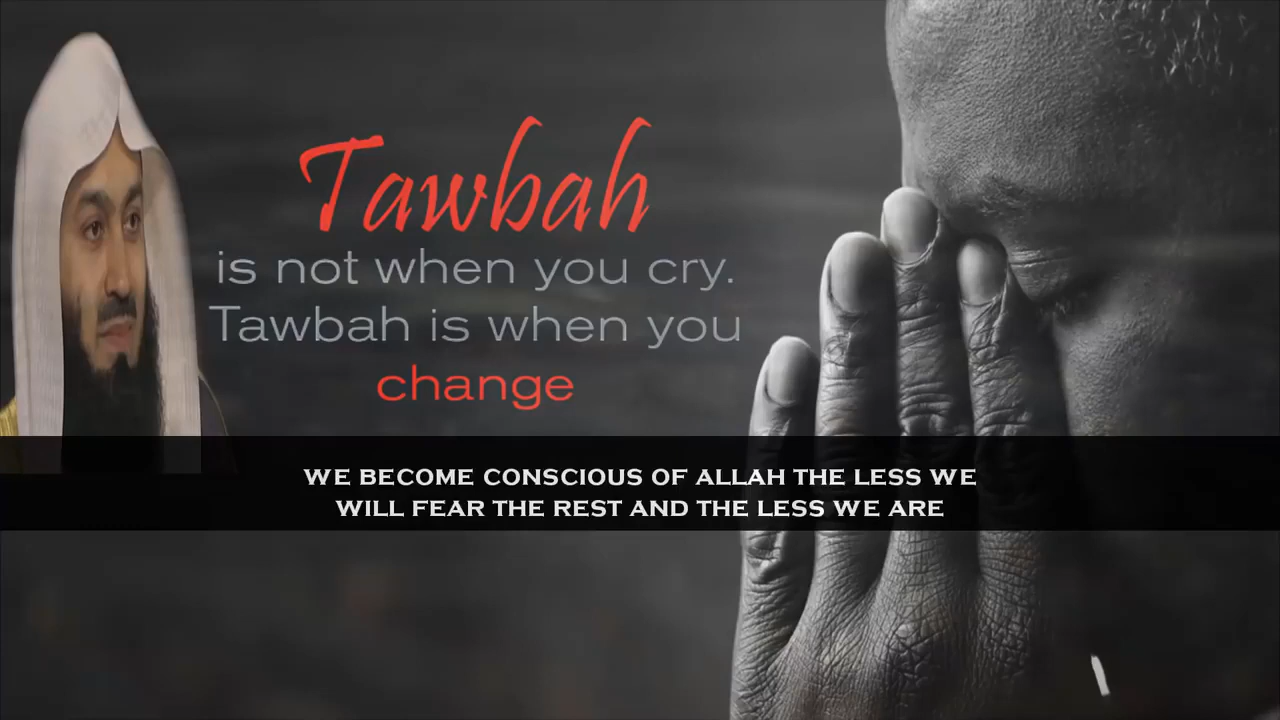 Tawbah
is not when you cry.
Tawbah is when you
change
WE BECOME CONSCIOUS OF ALLAH THE LESS WE
WILL FEAR THE REST AND THE LESS WE ARE